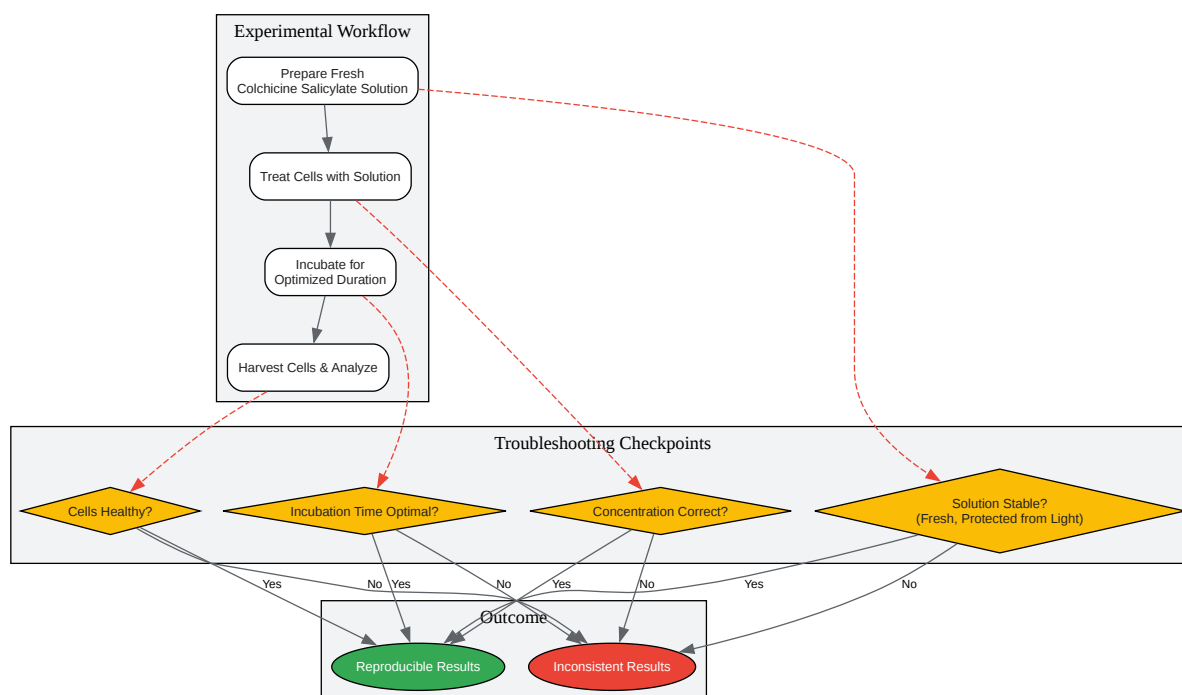 Experimental Workflow
Prepare Fresh
Colchicine Salicylate Solution
Treat Cells with Solution
Incubate for
Optimized Duration
Harvest Cells & Analyze
Troubleshooting Checkpoints
Cells Healthy?
Incubation Time Optimal?
Concentration Correct?
Solution Stable?
(Fresh, Protected from Light)
Yes
No
Yes
No
Yes
No
Yes
No
Outcome
Reproducible Results
Inconsistent Results